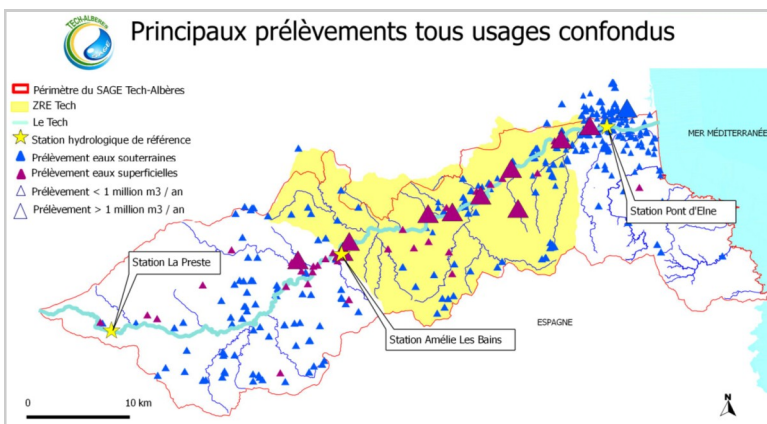 TECH-ALBÈRES
SAGE
Principaux prélèvements tous usages confondus
Périmètre du SAGE Tech-Albères
ZRE Tech
Le Tech
Station hydrologique de référence
Prélèvement eaux souterraines
Prélèvement eaux superficielles
Prélèvement < 1 million m3 / an
Prélèvement > 1 million m3 / an
MER MÉDITERRANÉE
Station Pont d'Elne
Station La Preste
ESPAGNE
Station Amélie Les Bains
0
10 km
N